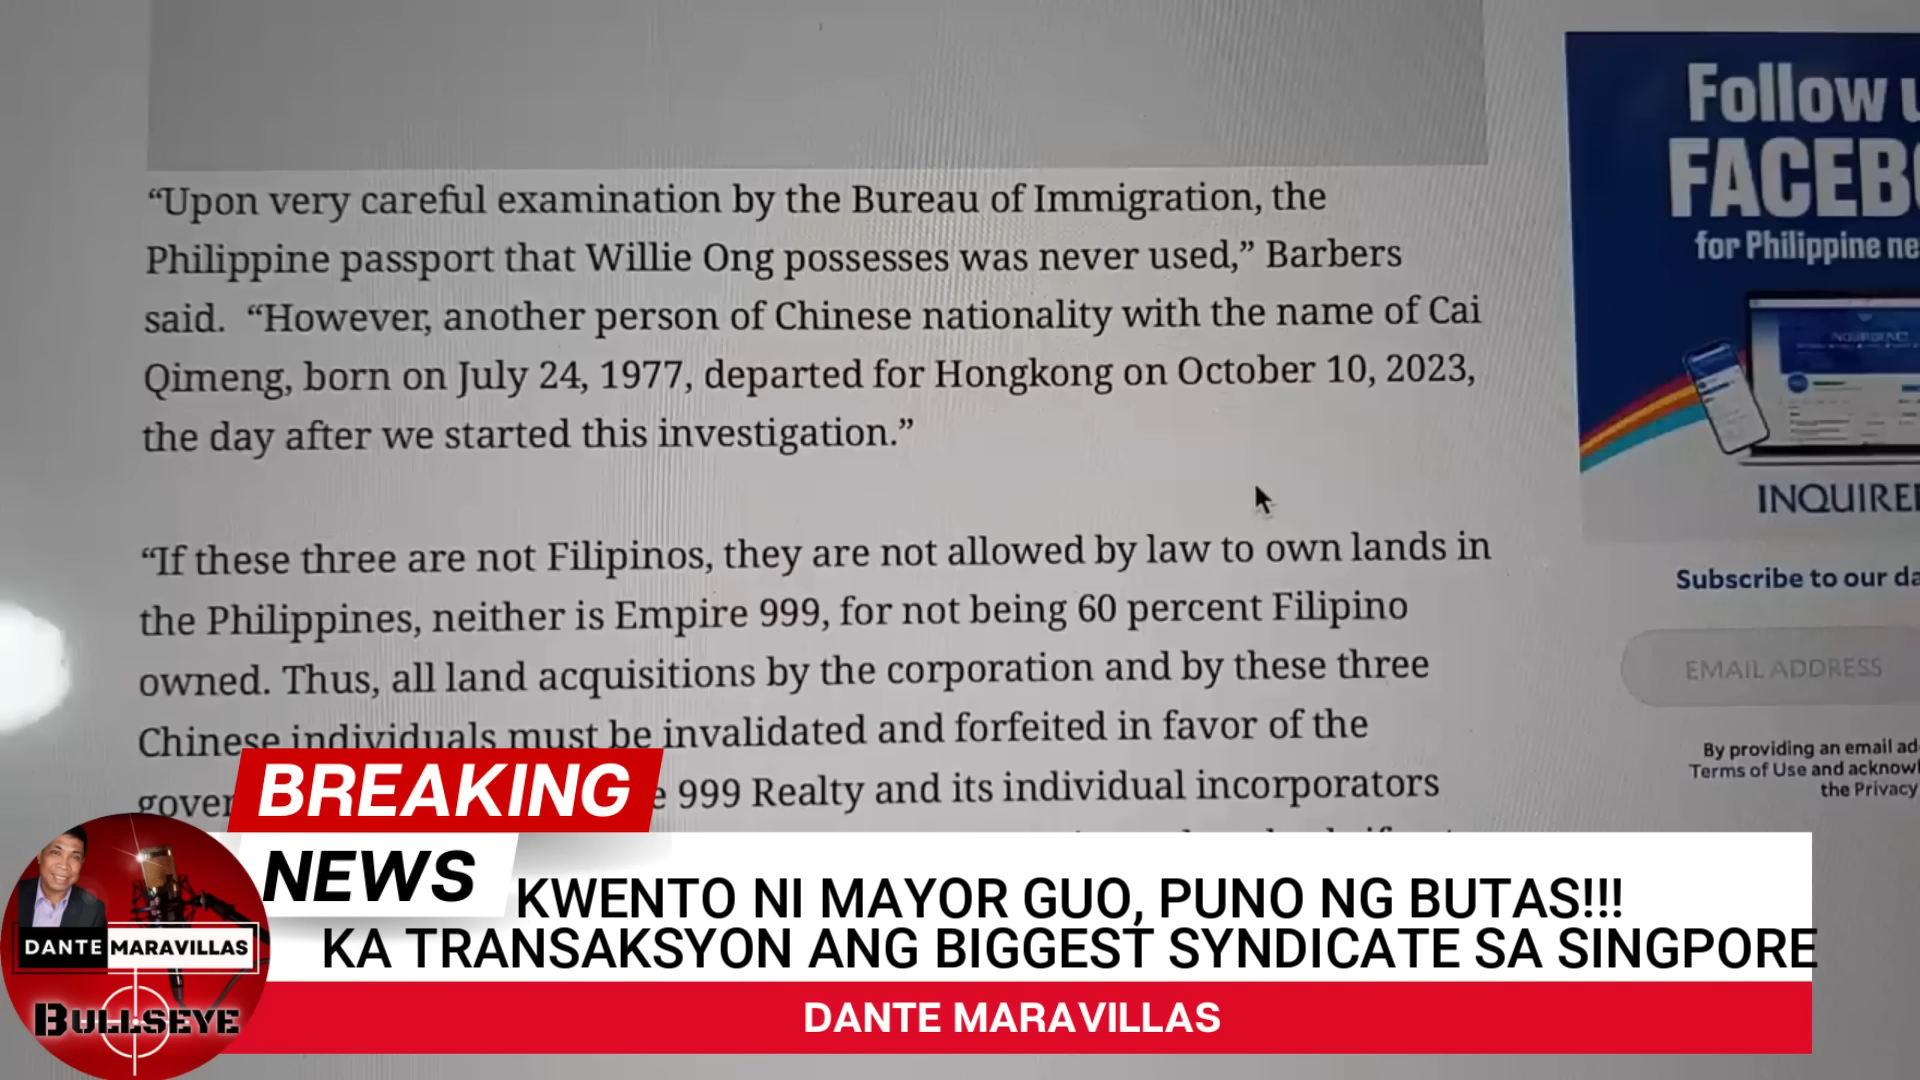 “Upon very careful examination by the Bureau of Immigration, the
Philippine passport that Willie Ong possesses was never used,” Barbers
said. “However, another person of Chinese nationality with the name of Cai
Qimeng, born on July 24, 1977, departed for Hongkong on October 10, 2023,
the day after we started this investigation.”
“If these three are not Filipinos, they are not allowed by law to own lands in
the Philippines, neither is Empire 999, for not being 60 percent Filipino
owned. Thus, all land acquisitions by the corporation and by these three
Chinese individuals must be invalidated and forfeited in favor of the
999 Realty and its individual incorporators
Follow
FACEB
for Philippine ne
INQUIRE
Subscribe to our da
EMAIL ADDRESS
By providing an email ad
Terms of Use and acknowl
the Privacy
BREAKING
NEWS
KWENTO NI MAYOR GUO, PUNO NG BUTAS!!!
KA TRANSAKSYON ANG BIGGEST SYNDICATE SA SINGPORE
DANTE MARAVILLAS
DANTE MARAVILLAS
BULLSEYE